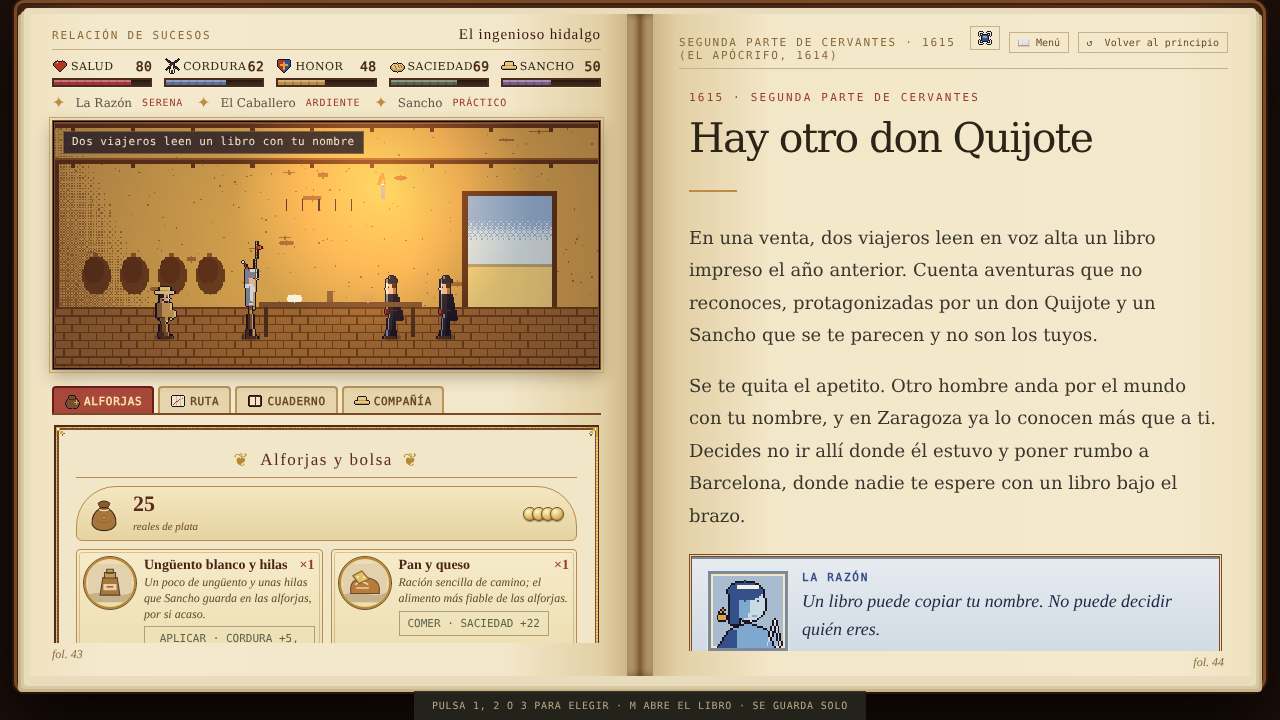 RELACIÓN DE SUCESOS
El ingenioso hidalgo
SALUD 80
CORDURA 62
HONOR 48
SACIEDAD 69
SANCHO 50
La Razón SERENA
El Caballero ARDIENTE
Sancho PRÁCTICO
Dos viajeros leen un libro con tu nombre
ALFORJAS
RUTA
CUADERNO
COMPAÑÍA
Alforjas y bolsa
25
reales de plata
Ungüento blanco y hilas ×1
Un poco de ungüento y unas hilas
que Sancho guarda en las alforjas,
por si acaso.
APLICAR · CORDURA +5,
Pan y queso ×1
Ración sencilla de camino; el
alimento más fiable de las alforjas.
COMER · SACIEDAD +22
fol. 43
SEGUNDA PARTE DE CERVANTES · 1615
(EL APÓCRIFO, 1614)
Menú
↺ Volver al principio
1615 · SEGUNDA PARTE DE CERVANTES
Hay otro don Quijote
En una venta, dos viajeros leen en voz alta un libro
impreso el año anterior. Cuenta aventuras que no
reconoces, protagonizadas por un don Quijote y un
Sancho que se te parecen y no son los tuyos.
Se te quita el apetito. Otro hombre anda por el mundo
con tu nombre, y en Zaragoza ya lo conocen más que a ti.
Decides no ir allí donde él estuvo y poner rumbo a
Barcelona, donde nadie te espere con un libro bajo el
brazo.
LA RAZÓN
Un libro puede copiar tu nombre. No puede decidir
quién eres.
fol. 44
PULSA 1, 2 O 3 PARA ELEGIR · M ABRE EL LIBRO · SE GUARDA SOLO